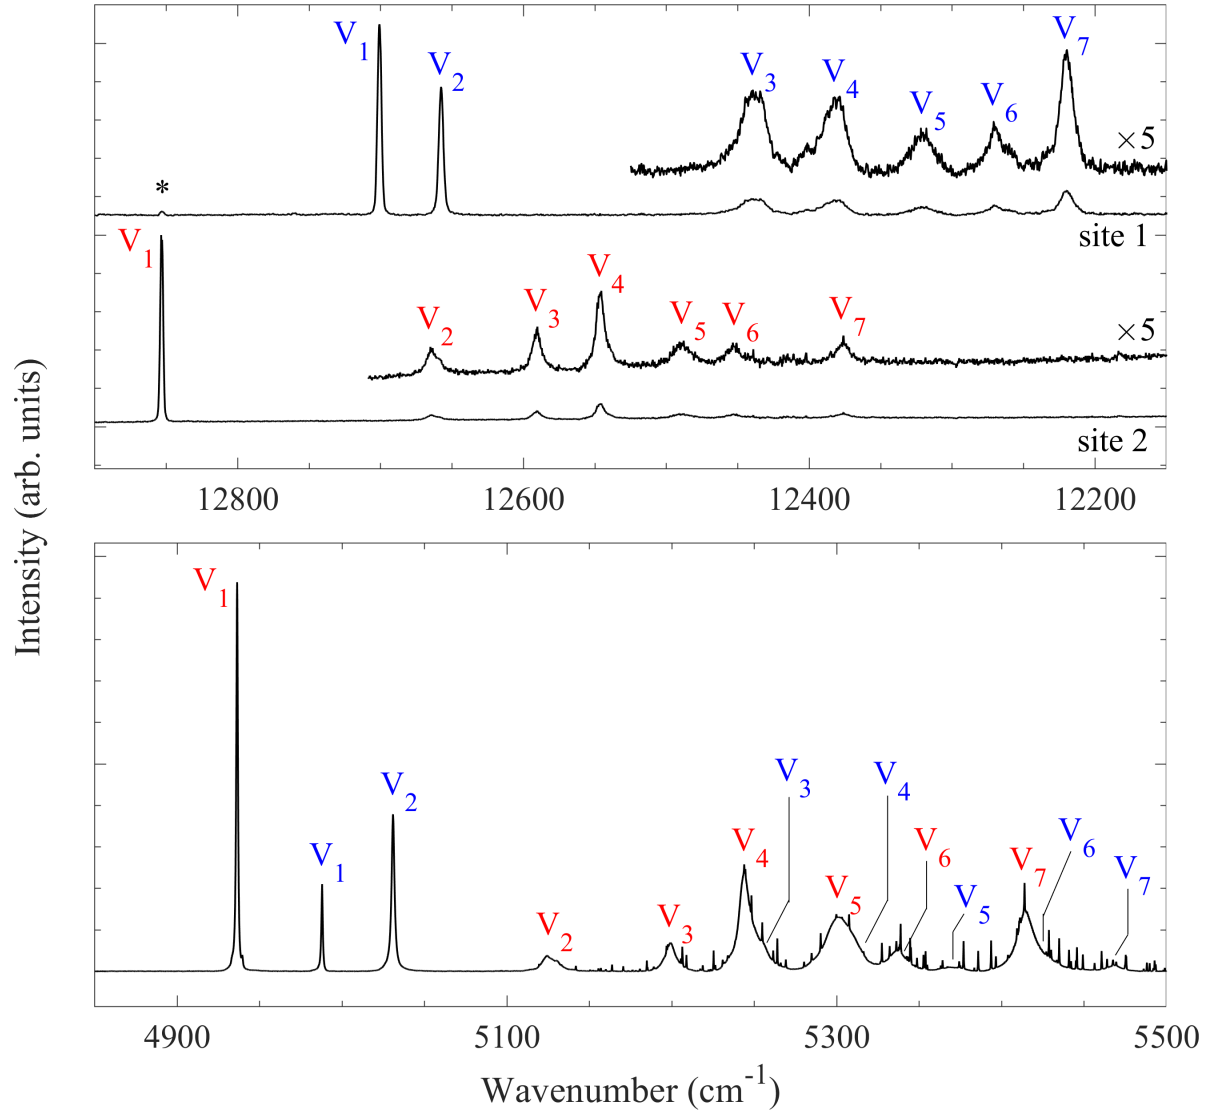 V1 V2 V3 V4 V5 V6 V7
×5
*
site 1
V1 V2 V3 V4 V5 V6 V7
×5
site 2
12800 12600 12400 12200
Intensity (arb. units)
V1 V1 V2 V2 V3 V4 V3 V5 V4 V6 V5 V7 V6 V7
4900 5100 5300 5500
Wavenumber (cm-1)